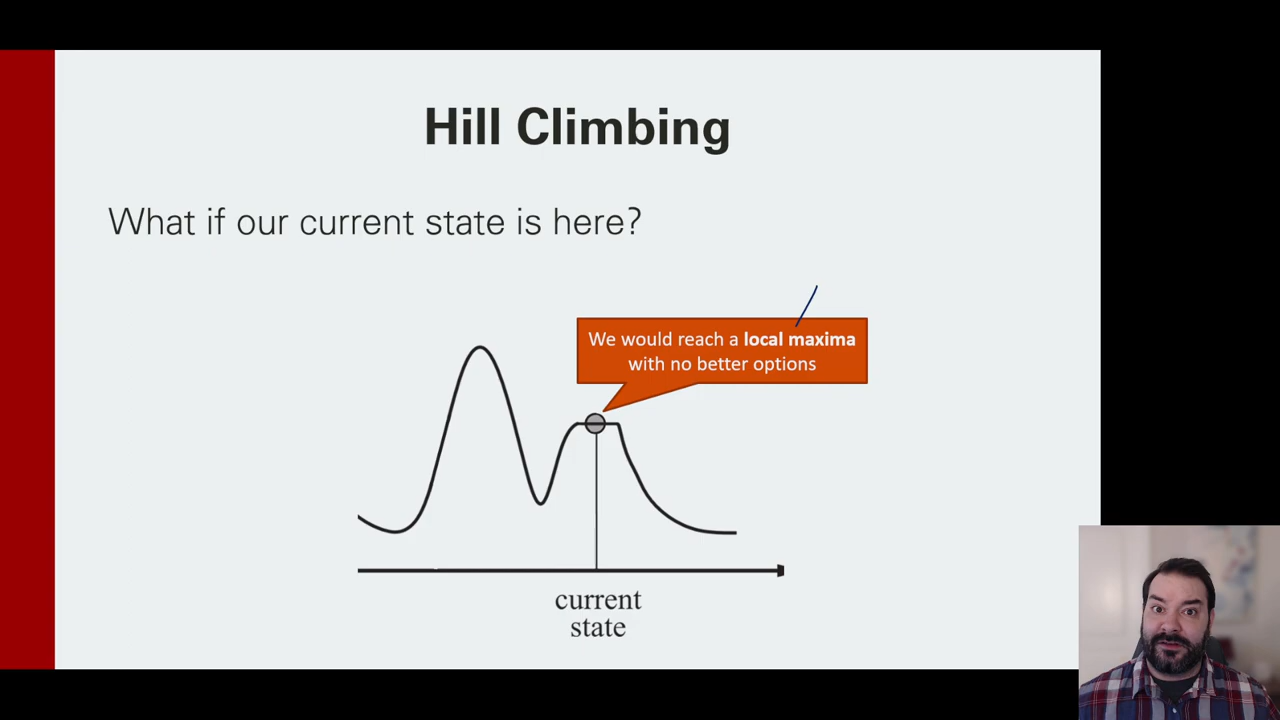 Hill Climbing
What if our current state is here?
We would reach a local maxima
with no better options
current
state